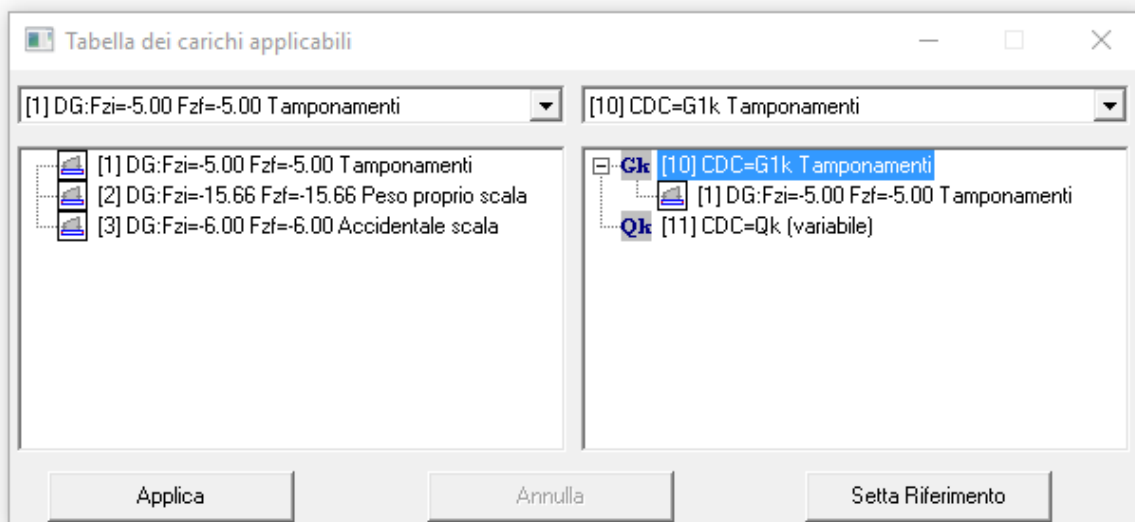 Tabella dei carichi applicabili
[1] DG:Fzi=-5.00 Fzf=-5.00 Tamponamenti
[10] CDC=G1k Tamponamenti
[1] DG:Fzi=-5.00 Fzf=-5.00 Tamponamenti
[2] DG:Fzi=-15.66 Fzf=-15.66 Peso proprio scala
[3] DG:Fzi=-6.00 Fzf=-6.00 Accidentale scala
Gk [10] CDC=G1k Tamponamenti
[1] DG:Fzi=-5.00 Fzf=-5.00 Tamponamenti
Qk [11] CDC=Qk (variabile)
Applica
Annulla
Setta Riferimento